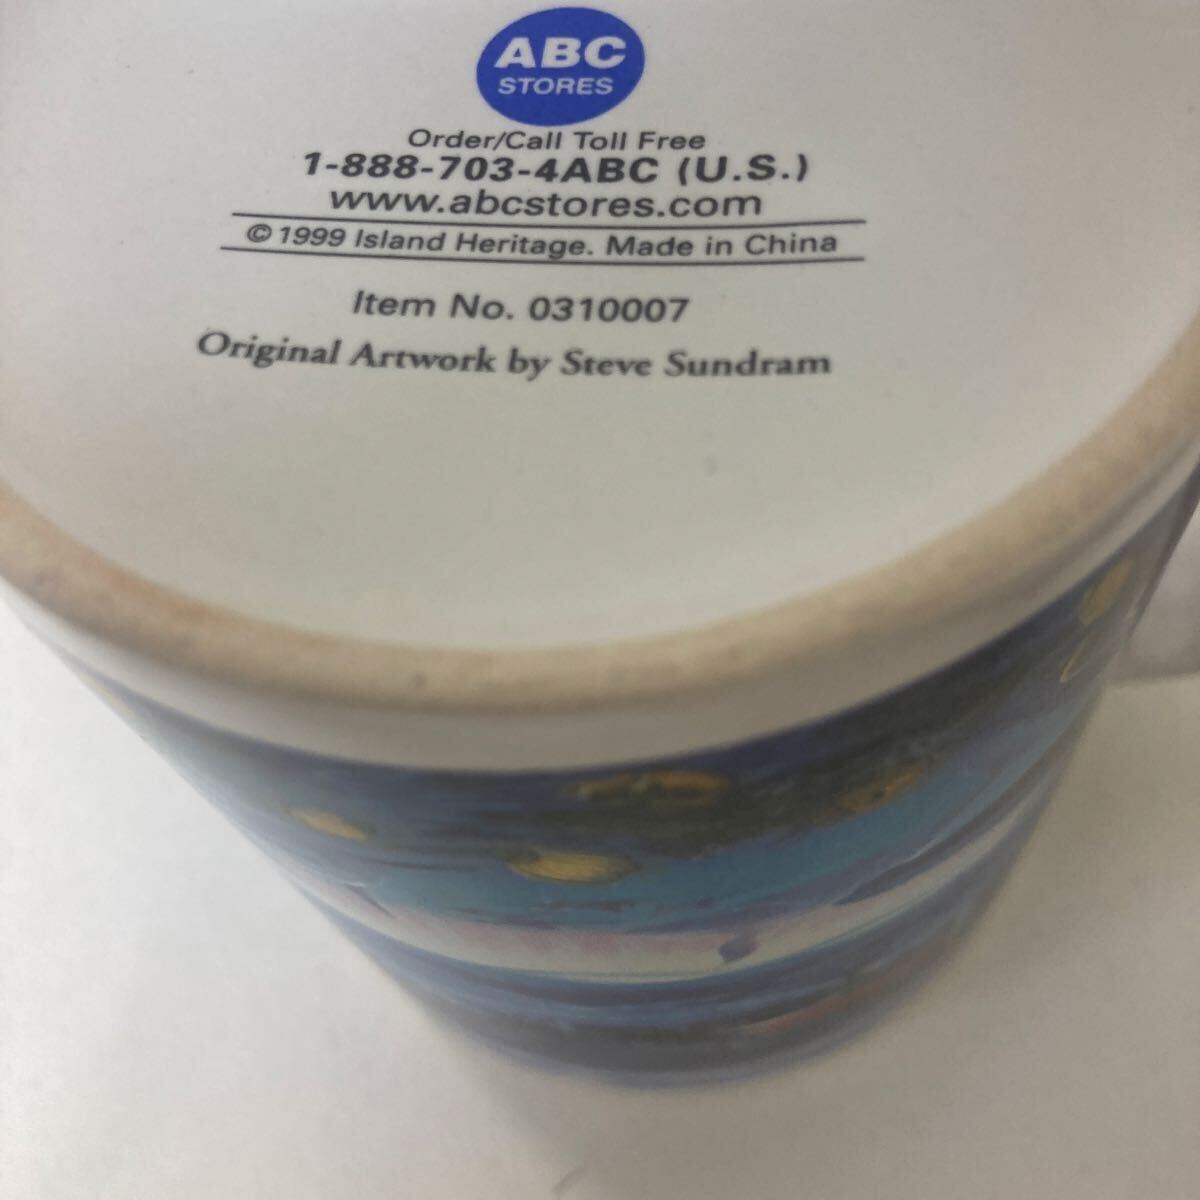 ABC
STORES
Order/Call Toll Free
1-888-703-4ABC (U.S.)
www.abcstores.com
©1999 Island Heritage. Made in China
Item No. 0310007
Original Artwork by Steve Sundram